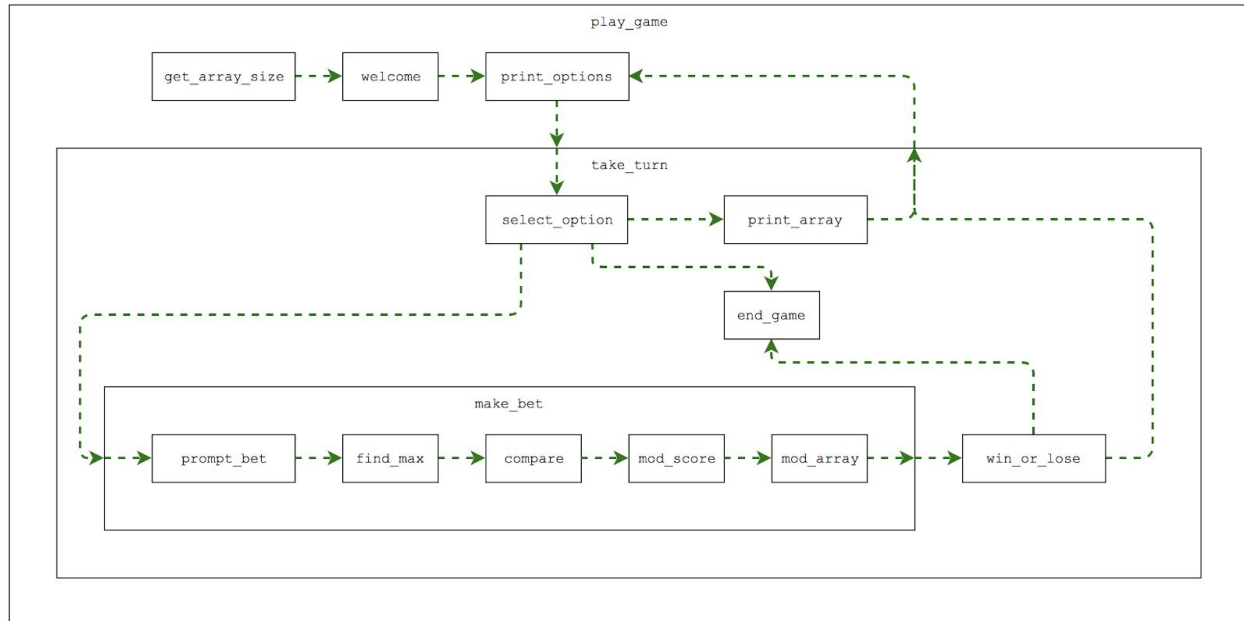 play_game
get_array_size
welcome
print_options
take_turn
select_option
print_array
end_game
make_bet
prompt_bet
find_max
compare
mod_score
mod_array
win_or_lose